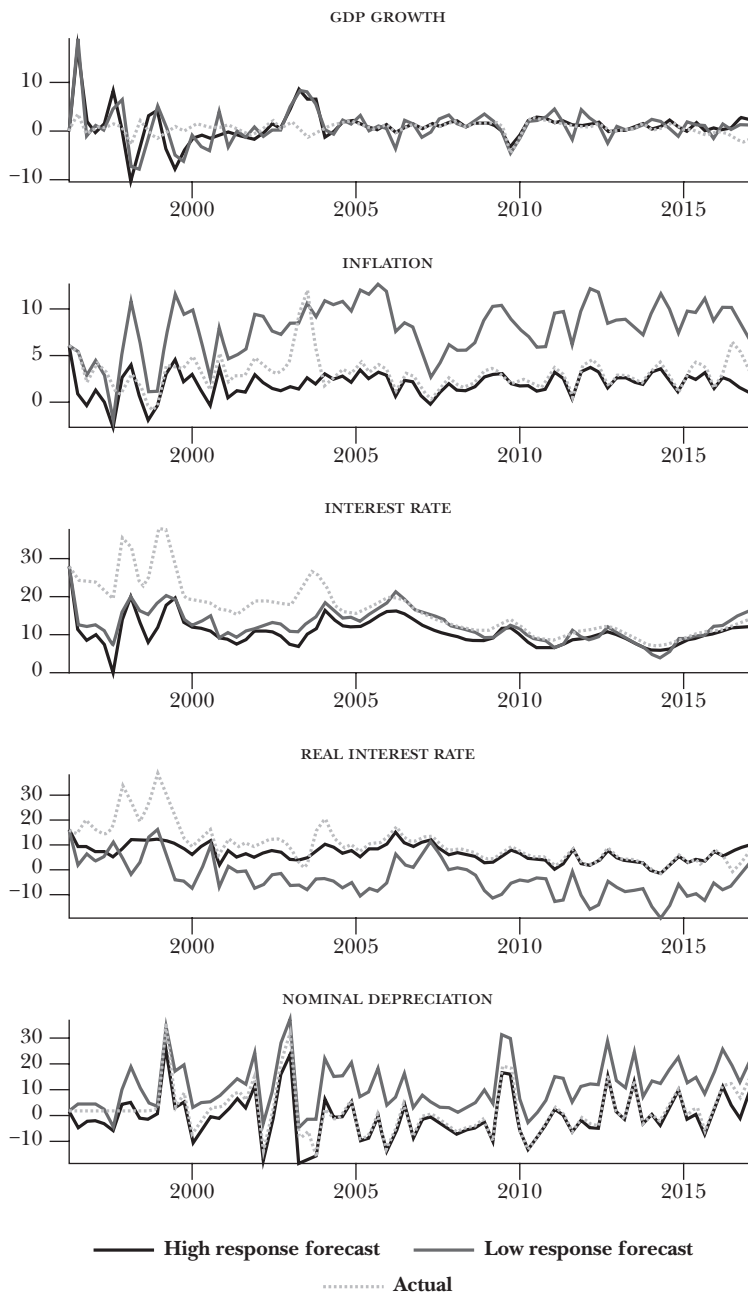 GDP GROWTH
10
0
−10
2000 2005 2010 2015
INFLATION
10
5
0
2000 2005 2010 2015
INTEREST RATE
30
20
10
0
2000 2005 2010 2015
REAL INTEREST RATE
30
20
10
0
−10
2000 2005 2010 2015
NOMINAL DEPRECIATION
30
20
10
0
−10
2000 2005 2010 2015
High response forecast Low response forecast
Actual